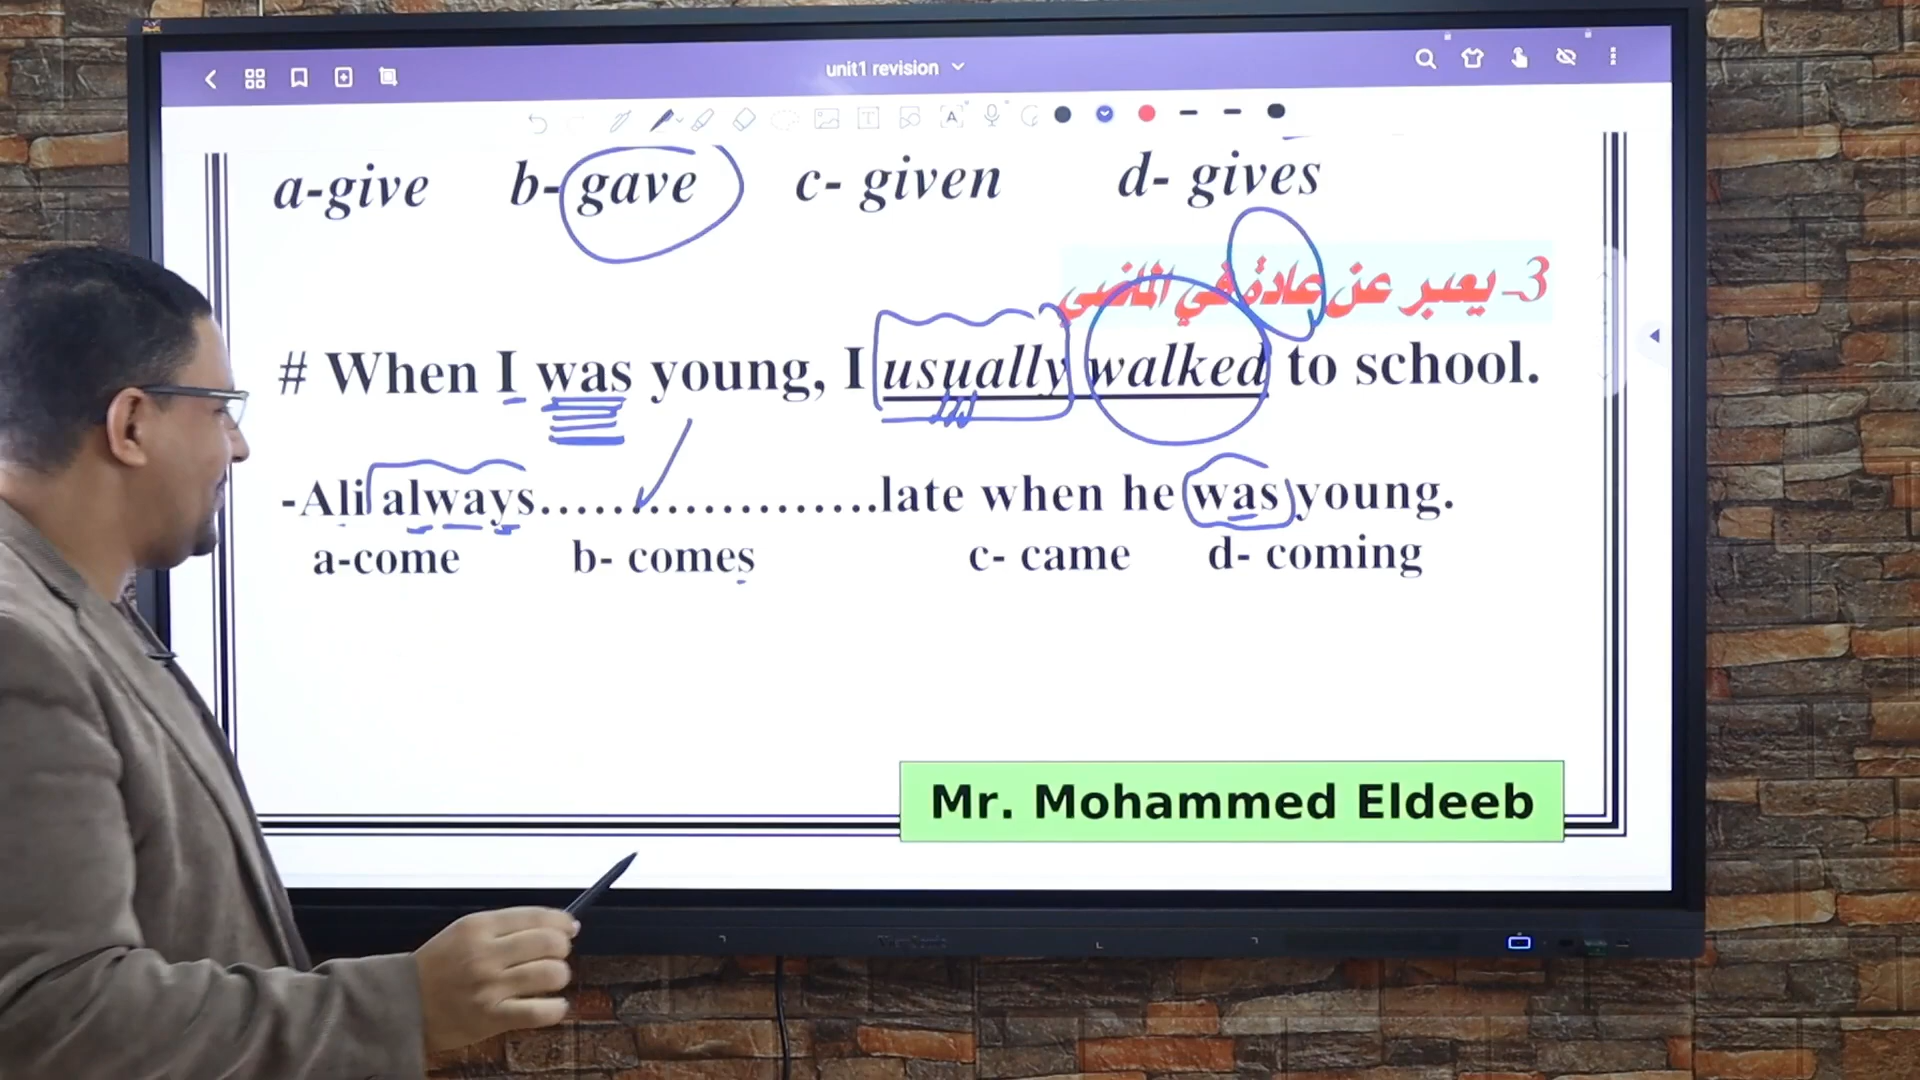 unit1 revision
a-give b- gave c- given d- gives
3- يعبر عن عادة في الماضي
# When I was young, I usually walked to school.
-Ali always........................late when he was young.
a-come b- comes c- came d- coming
Mr. Mohammed Eldeeb